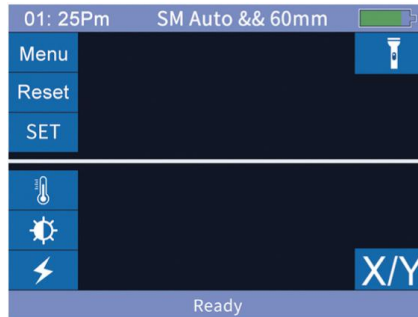 01: 25Pm SM Auto && 60mm
Menu
Reset
SET
X/Y
Ready